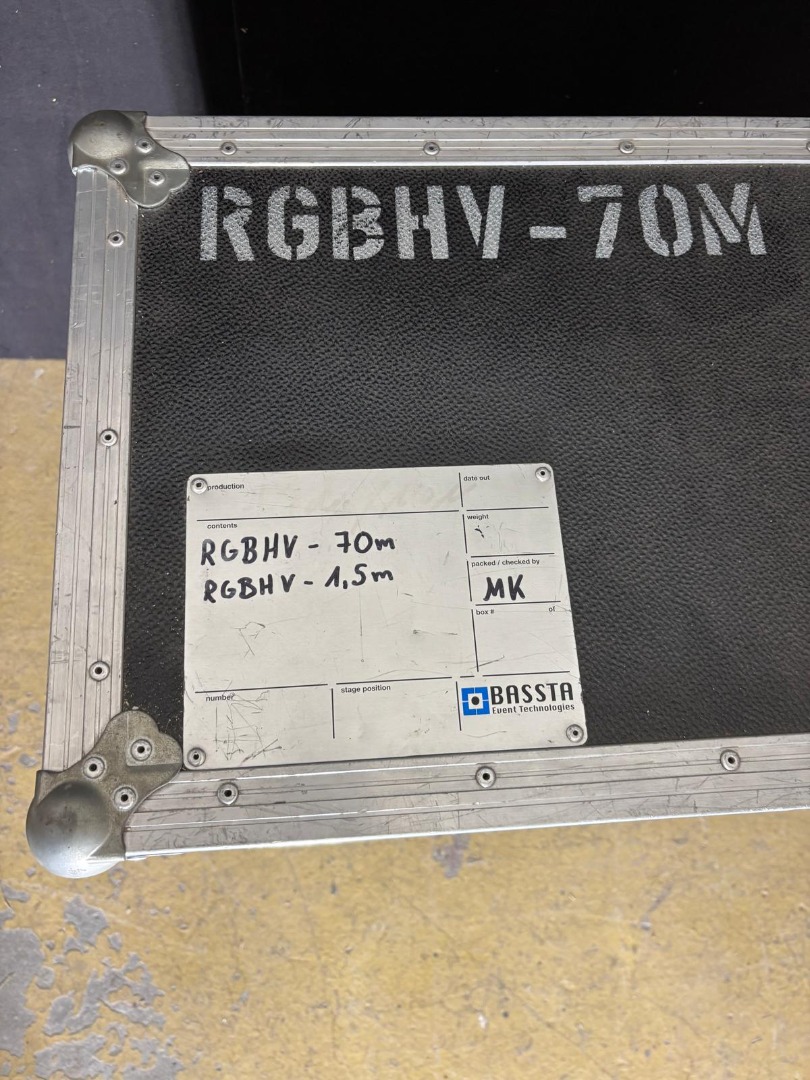 RGBHV-70M
production
date out
contents
weight
RGBHV - 70m
RGBHV - 1,5m
packed / checked by
MK
box #
of
number
stage position
BASSTA
Event Technologies